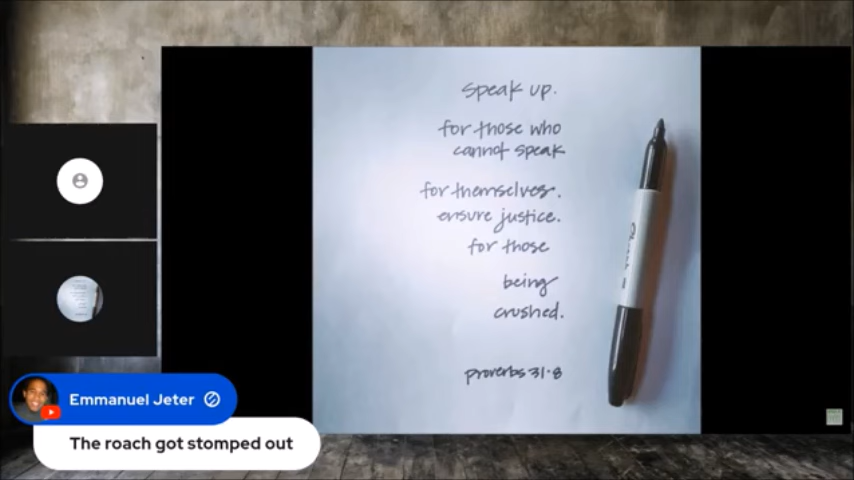 speak up.
for those who
cannot speak
for themselves.
ensure justice.
for those
being
crushed.
proverbs 31·8
Emmanuel Jeter
The roach got stomped out